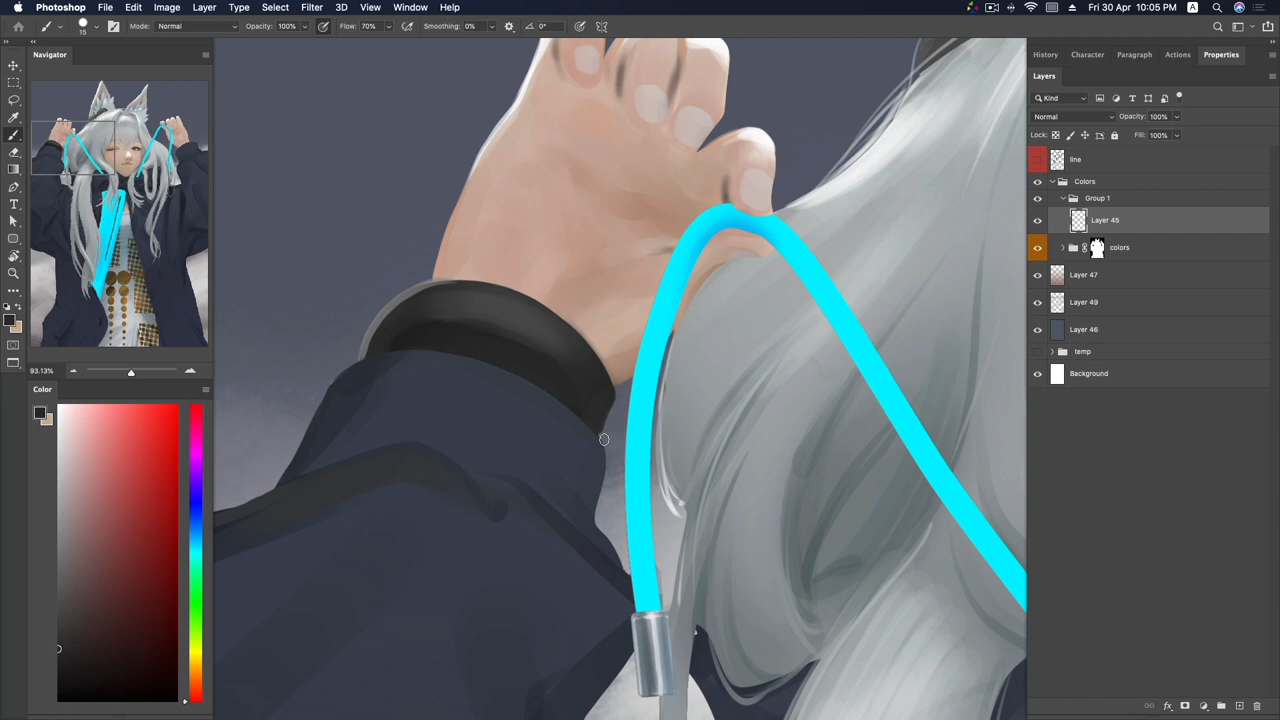 Photoshop File Edit Image Layer Type Select Filter 3D View Window Help A Fri 30 Apr 10:05 PM
15 Mode: Normal Opacity: 100% Flow: 70% Smoothing: 0% 0°
Navigator
93.13%
Color
History Character Paragraph Actions Properties
Layers
Kind
Normal Opacity: 100%
Lock: Fill: 100%
line
Colors
Group 1
Layer 45
colors
Layer 47
Layer 49
Layer 46
temp
Background